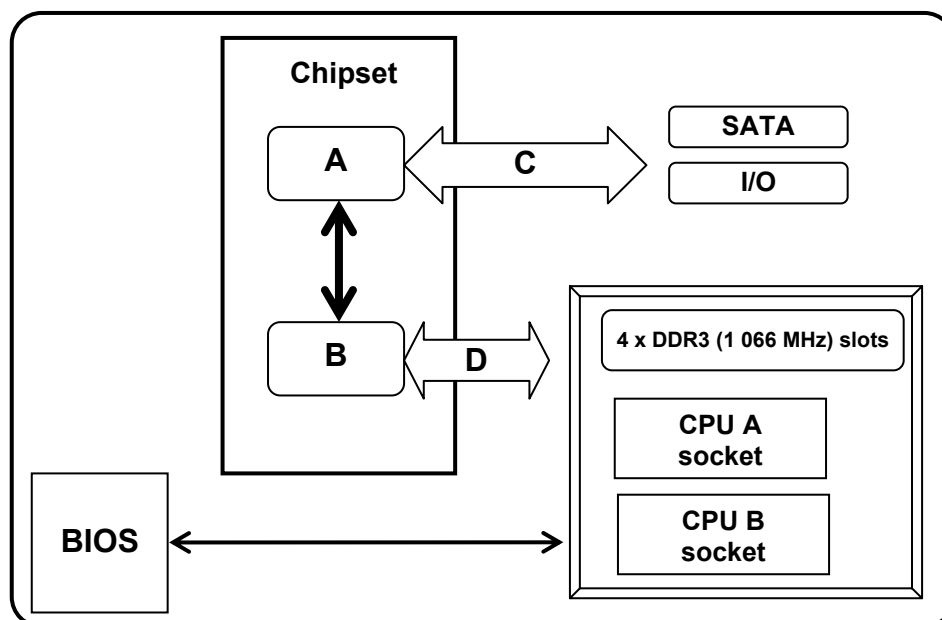 Chipset
A
C
SATA
I/O
B
D
4 x DDR3 (1 066 MHz) slots
CPU A
socket
CPU B
socket
BIOS